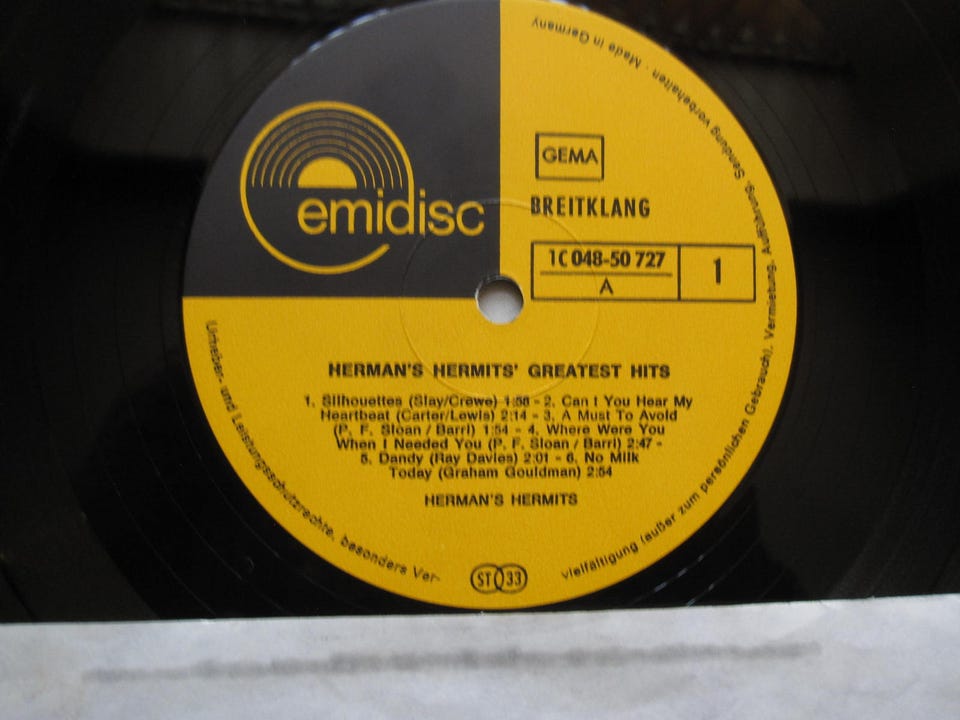 emidisc
GEMA
BREITKLANG
1C 048-50 727
A
1
HERMAN'S HERMITS' GREATEST HITS
1. Silhouettes (Slay/Crewe) 1:56 - 2. Can I You Hear My
Heartbeat (Carter/Lewis) 2:14 - 3. A Must To Avoid
(P. F. Sloan / Barri) 1:54 - 4. Where Were You
When I Needed You (P. F. Sloan / Barri) 2:47 -
5. Dandy (Ray Davies) 2:01 - 6. No Milk
Today (Graham Gouldman) 2:54
HERMAN'S HERMITS
ST 33
Urheber- und Leistungsschutzrechte, besonders Ver-
vielfältigung (außer zum persönlichen Gebrauch), Vermietung, Aufführung, Sendung vorbehalten · Made in Germany